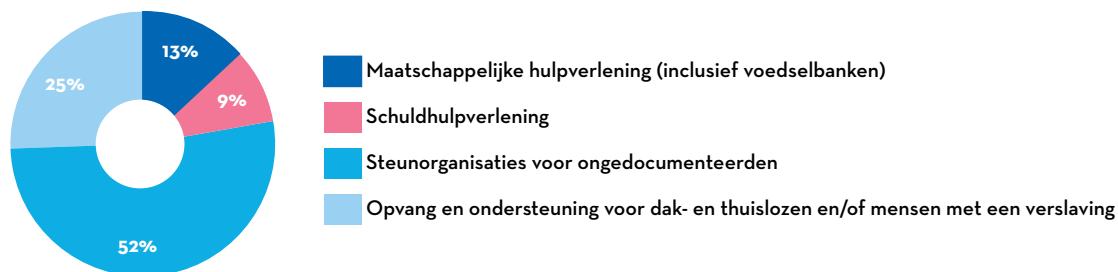 13%
9%
25%
52%
Maatschappelijke hulpverlening (inclusief voedselbanken)
Schuldhulpverlening
Steunorganisaties voor ongedocumenteerden
Opvang en ondersteuning voor dak- en thuislozen en/of mensen met een verslaving